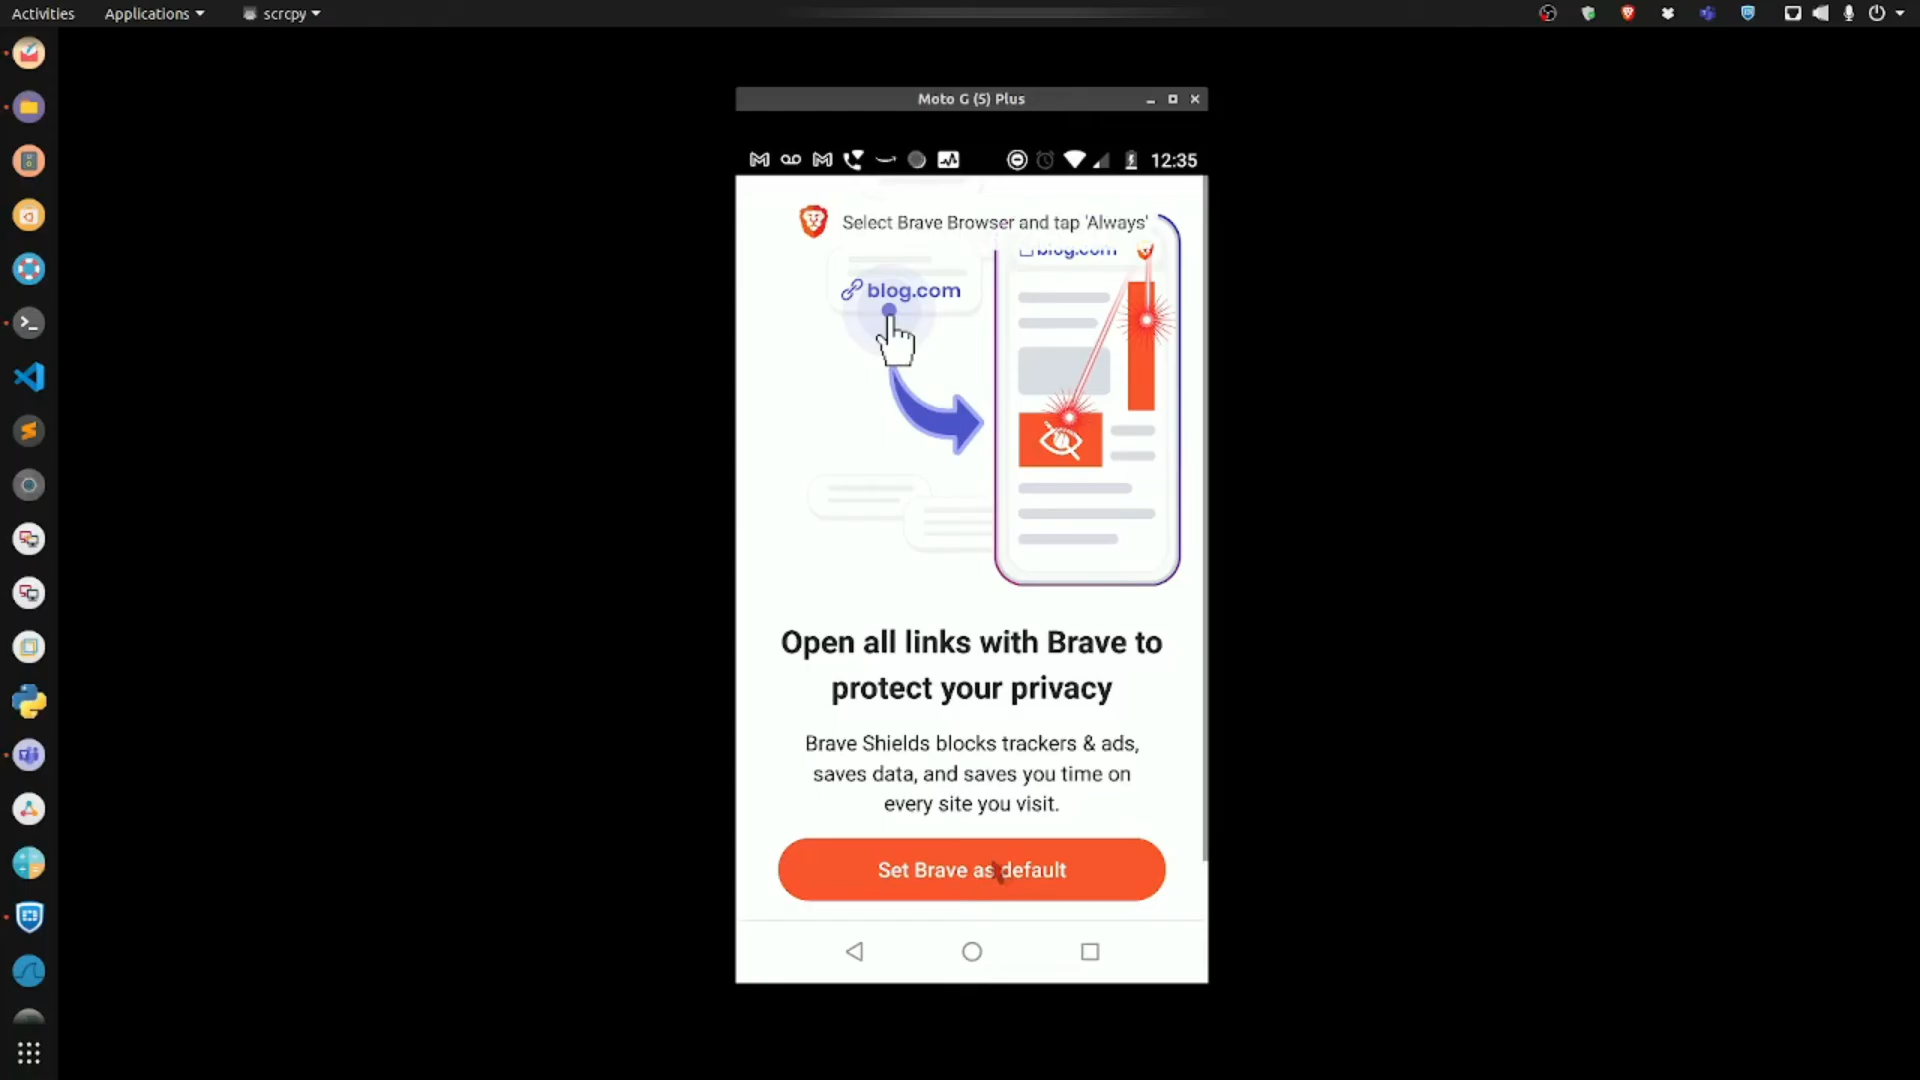 Activities Applications scrcpy
Moto G (5) Plus
12:35
Select Brave Browser and tap 'Always'
blog.com
blog.com
Open all links with Brave to
protect your privacy
Brave Shields blocks trackers & ads,
saves data, and saves you time on
every site you visit.
Set Brave as default